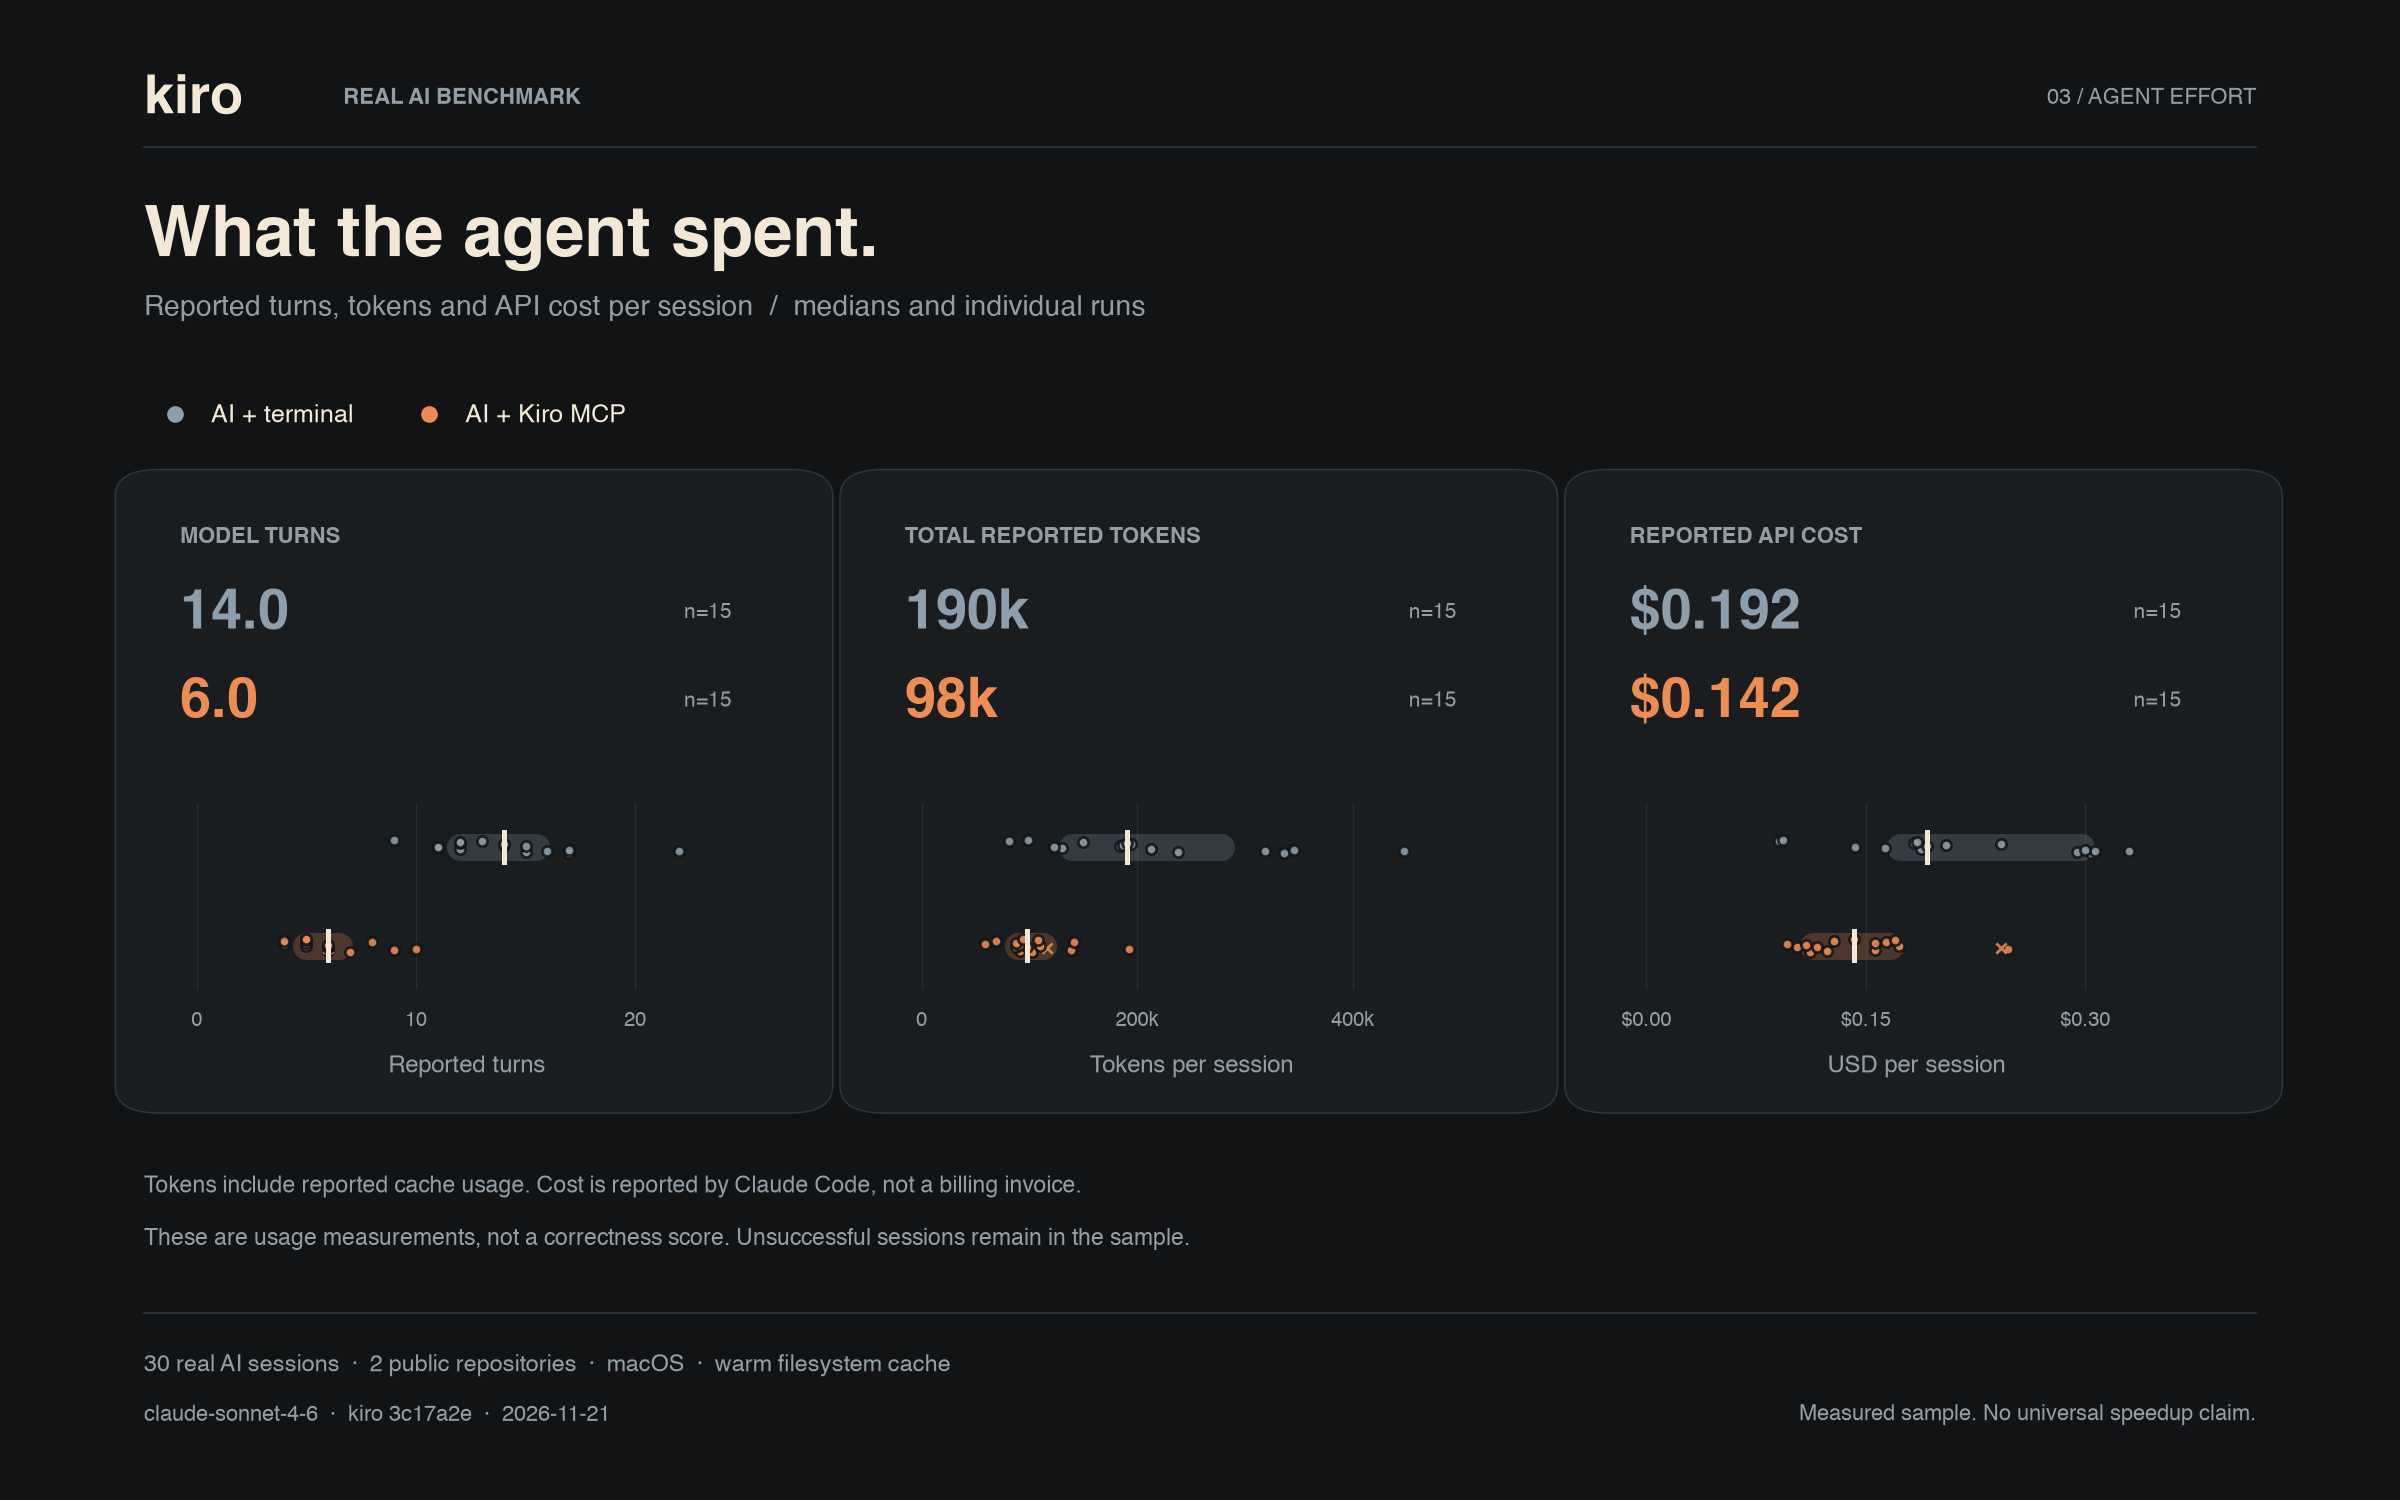 kiro
REAL AI BENCHMARK
03 / AGENT EFFORT
What the agent spent.
Reported turns, tokens and API cost per session / medians and individual runs
AI + terminal
AI + Kiro MCP
MODEL TURNS
14.0
n=15
6.0
n=15
0
10
20
Reported turns
TOTAL REPORTED TOKENS
190k
n=15
98k
n=15
0
200k
400k
Tokens per session
REPORTED API COST
$0.192
n=15
$0.142
n=15
$0.00
$0.15
$0.30
USD per session
Tokens include reported cache usage. Cost is reported by Claude Code, not a billing invoice.
These are usage measurements, not a correctness score. Unsuccessful sessions remain in the sample.
30 real AI sessions · 2 public repositories · macOS · warm filesystem cache
claude-sonnet-4-6 · kiro 3c17a2e · 2026-11-21
Measured sample. No universal speedup claim.